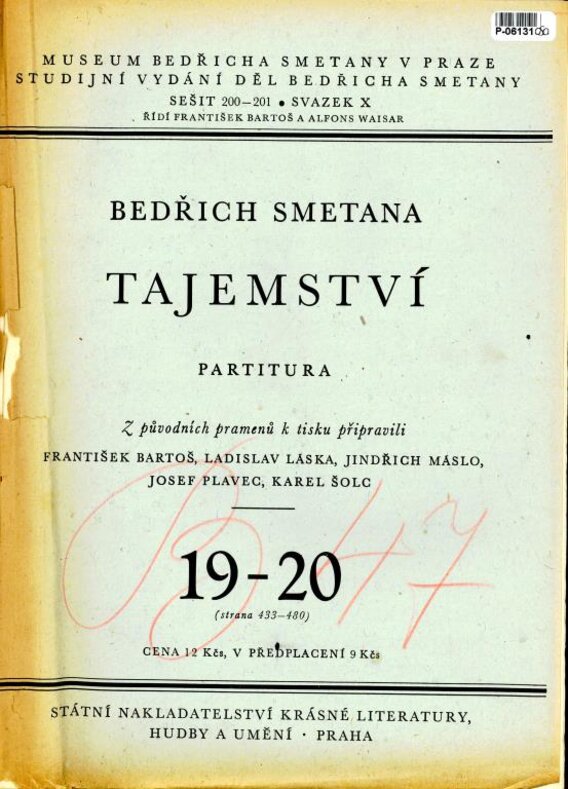 P-06131
MUSEUM BEDŘICHA SMETANY V PRAZE
STUDIJNÍ VYDÁNÍ DĚL BEDŘICHA SMETANY
SEŠIT 200–201 • SVAZEK X
ŘÍDÍ FRANTIŠEK BARTOŠ A ALFONS WAISAR
BEDŘICH SMETANA
TAJEMSTVÍ
PARTITURA
Z původních pramenů k tisku připravili
FRANTIŠEK BARTOŠ, LADISLAV LÁSKA, JINDŘICH MÁSLO,
JOSEF PLAVEC, KAREL ŠOLC
B 47
19–20
(strana 433–480)
CENA 12 Kčs, V PŘEDPLACENÍ 9 Kčs
STÁTNÍ NAKLADATELSTVÍ KRÁSNÉ LITERATURY,
HUDBY A UMĚNÍ · PRAHA